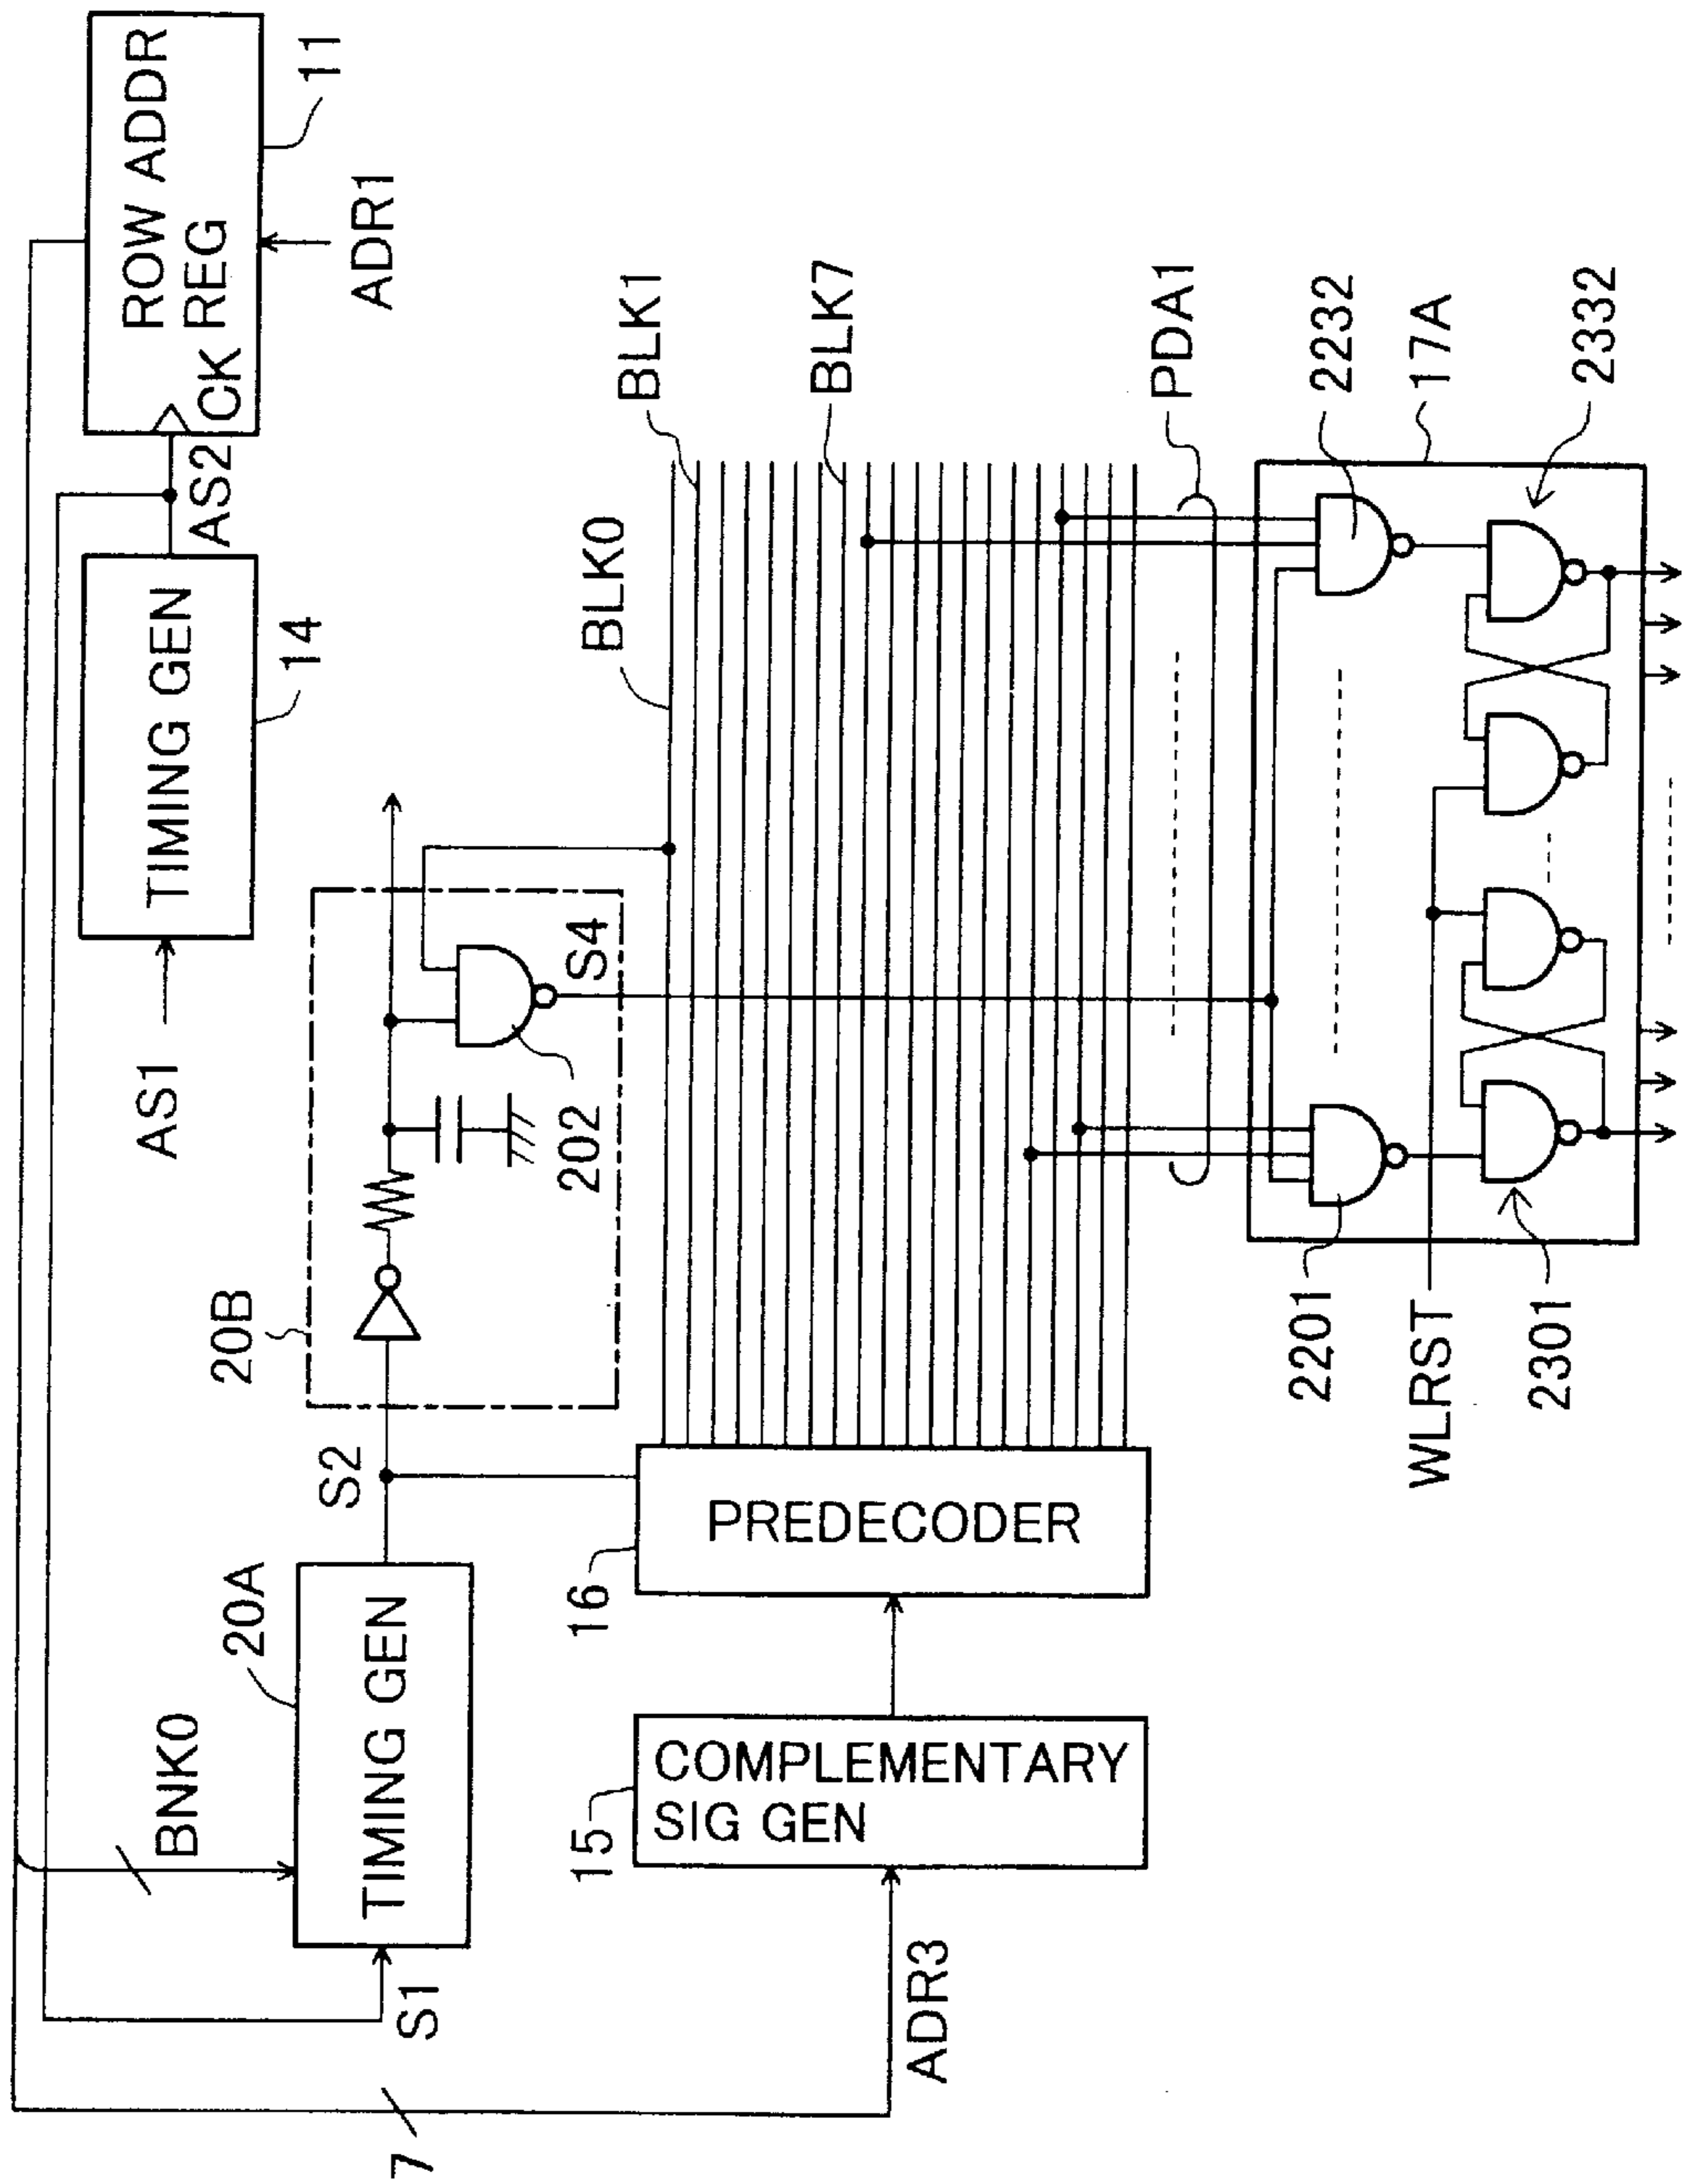 ROW ADDR
REG
CK
11
ADR1
AS2
TIMING GEN
14
AS1
BLK0
BLK1
BLK7
PDA1
2232
17A
2332
S4
202
20B
S2
20A
TIMING GEN
BNK0
S1
PREDECODER
16
COMPLEMENTARY
SIG GEN
15
ADR3
7
2201
WLRST
2301